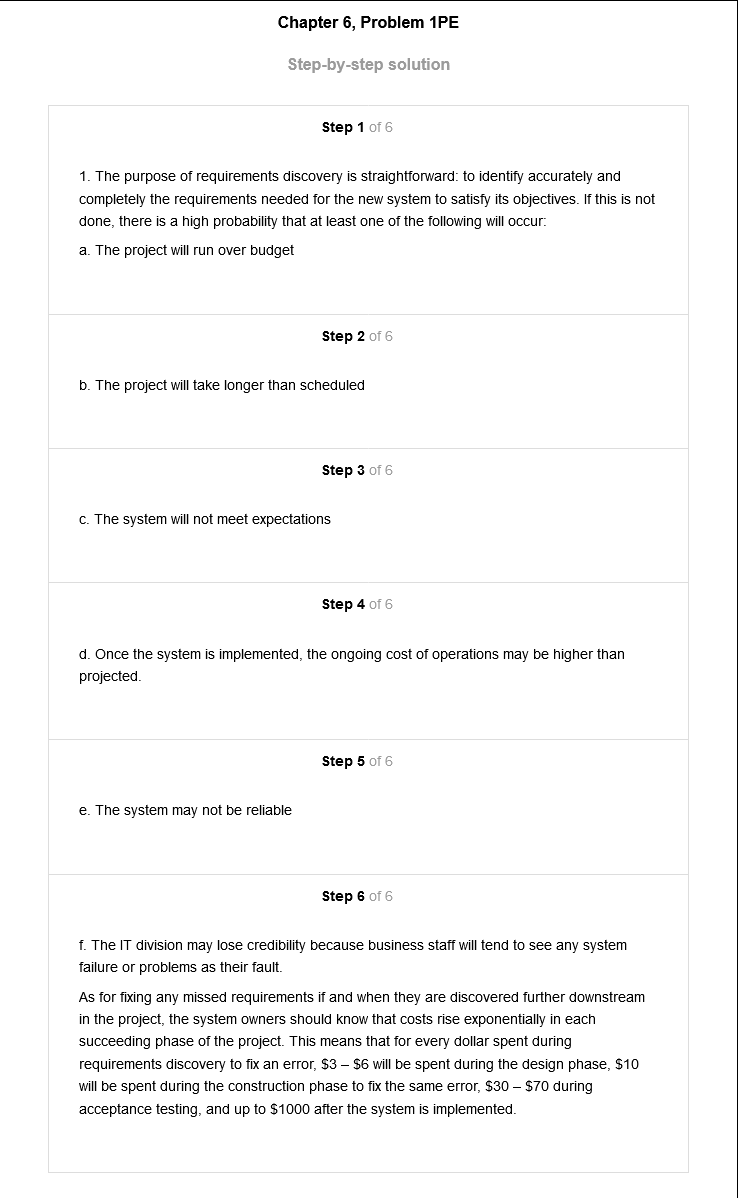 Chapter 6, Problem 1PE
Step-by-step solution
Step 1 of 6
1. The purpose of requirements discovery is straightforward: to identify accurately and
completely the requirements needed for the new system to satisfy its objectives. If this is not
done, there is a high probability that at least one of the following will occur:
a. The project will run over budget
Step 2 of 6
b. The project will take longer than scheduled
Step 3 of 6
c. The system will not meet expectations
Step 4 of 6
d. Once the system is implemented, the ongoing cost of operations may be higher than
projected.
Step 5 of 6
e. The system may not be reliable
Step 6 of 6
f. The IT division may lose credibility because business staff will tend to see any system
failure or problems as their fault.
As for fixing any missed requirements if and when they are discovered further downstream
in the project, the system owners should know that costs rise exponentially in each
succeeding phase of the project. This means that for every dollar spent during
requirements discovery to fix an error, $3 – $6 will be spent during the design phase, $10
will be spent during the construction phase to fix the same error, $30 – $70 during
acceptance testing, and up to $1000 after the system is implemented.